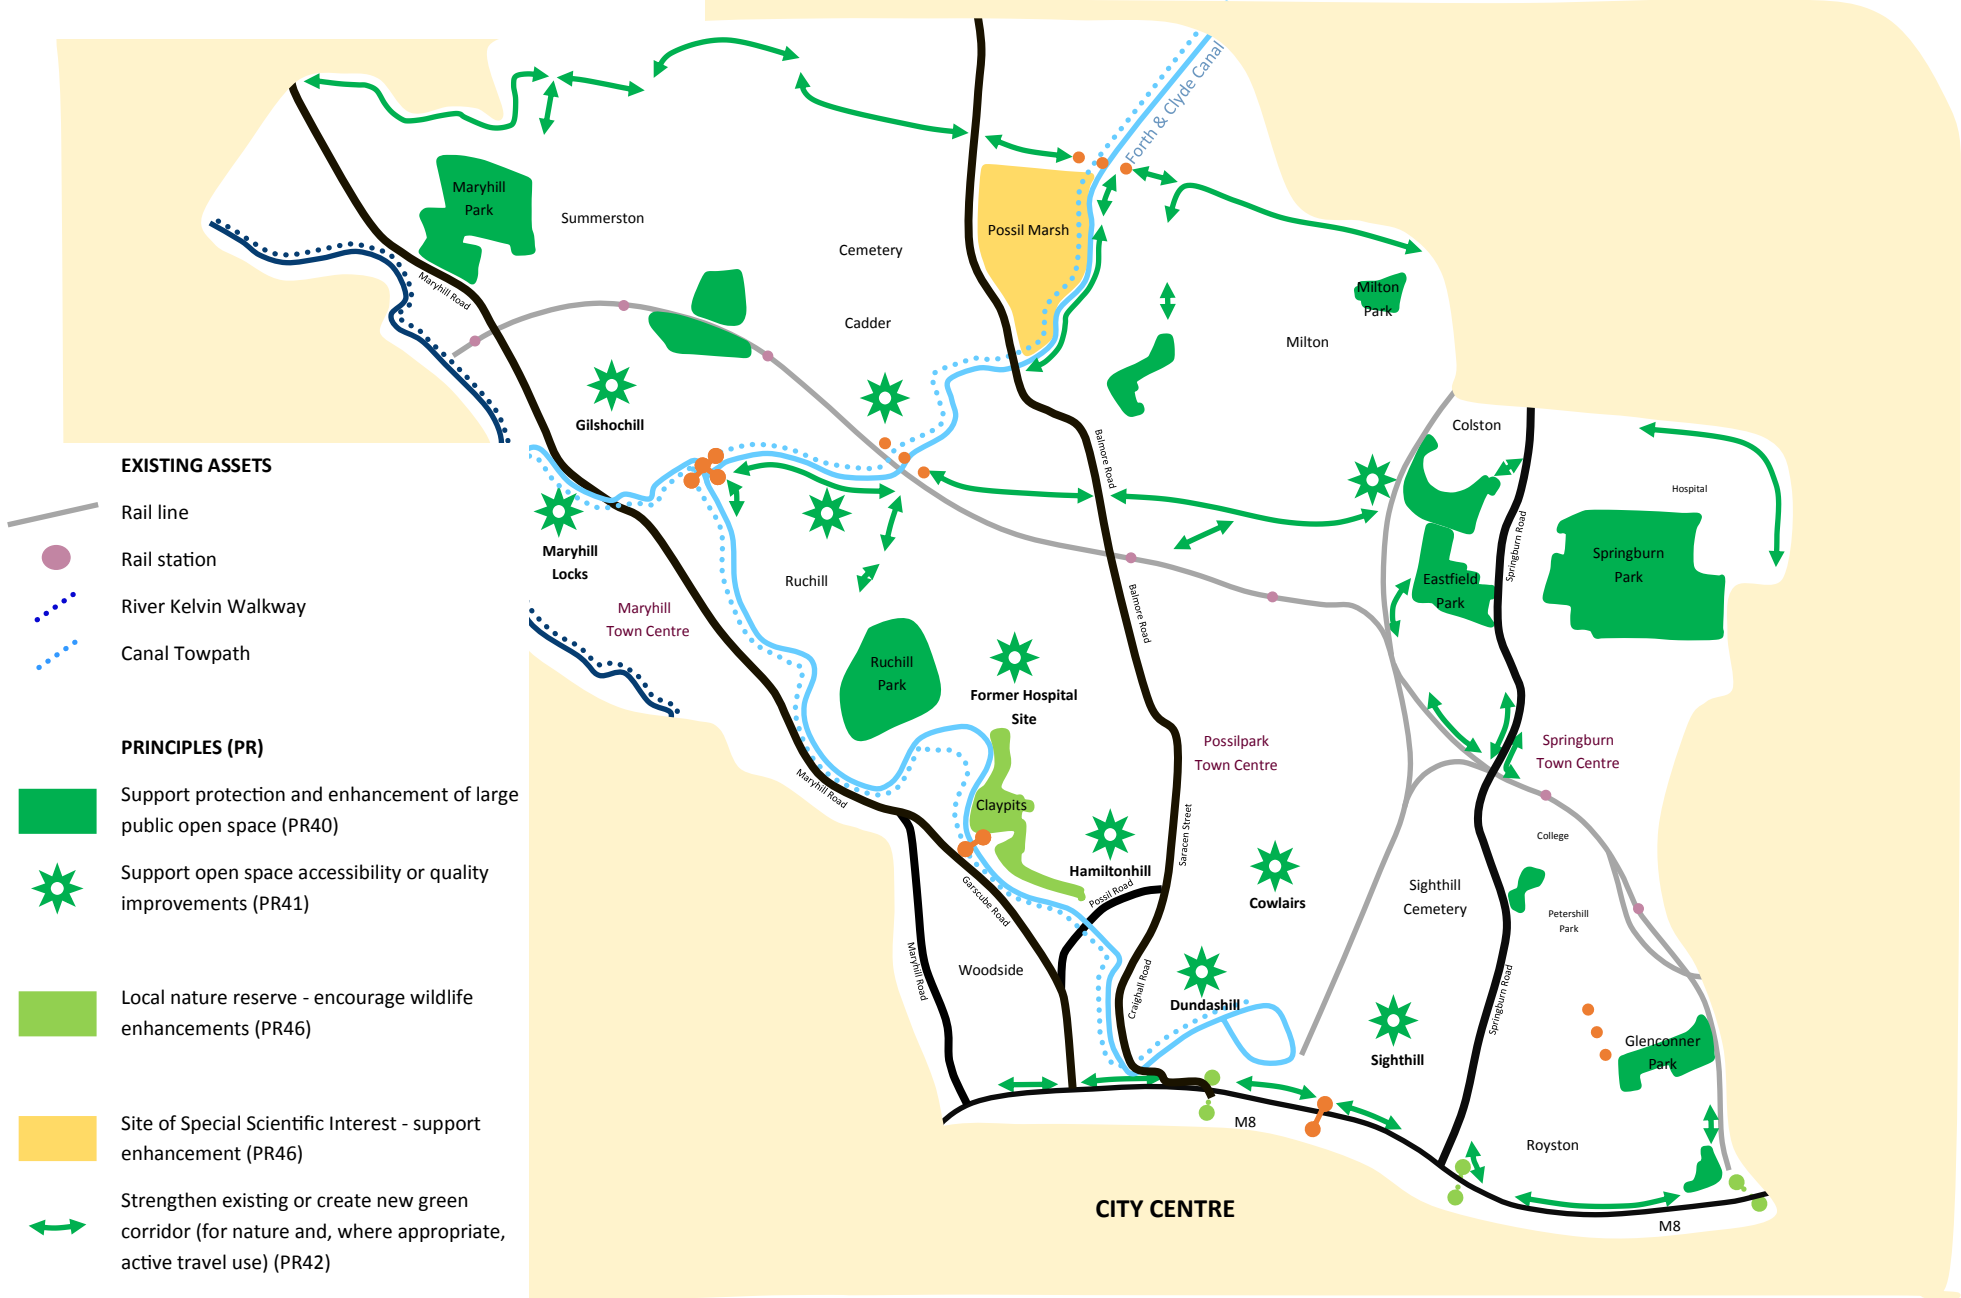 Forth & Clyde Canal
Maryhill
Park
Summerston
Possil Marsh
Cemetery
Maryhill Road
Milton
Park
Cadder
Milton
Gilshochill
Colston
Balmore Road
Hospital
Springburn Road
Springburn
Park
Maryhill
Locks
Ruchill
Eastfield
Park
Maryhill
Town Centre
Balmore Road
Ruchill
Park
Former Hospital
Site
Possilpark
Town Centre
Springburn
Town Centre
Maryhill Road
Claypits
Saracen Street
College
Hamiltonhill
Possil Road
Garscube Road
Cowlairs
Sighthill
Cemetery
Petershill
Park
Maryhill Road
Woodside
Craighall Road
Dundashill
Springburn Road
Sighthill
Glenconner
Park
M8
Royston
CITY CENTRE
M8
EXISTING ASSETS
Rail line
Rail station
River Kelvin Walkway
Canal Towpath
PRINCIPLES (PR)
Support protection and enhancement of large
public open space (PR40)
Support open space accessibility or quality
improvements (PR41)
Local nature reserve - encourage wildlife
enhancements (PR46)
Site of Special Scientific Interest - support
enhancement (PR46)
Strengthen existing or create new green
corridor (for nature and, where appropriate,
active travel use) (PR42)